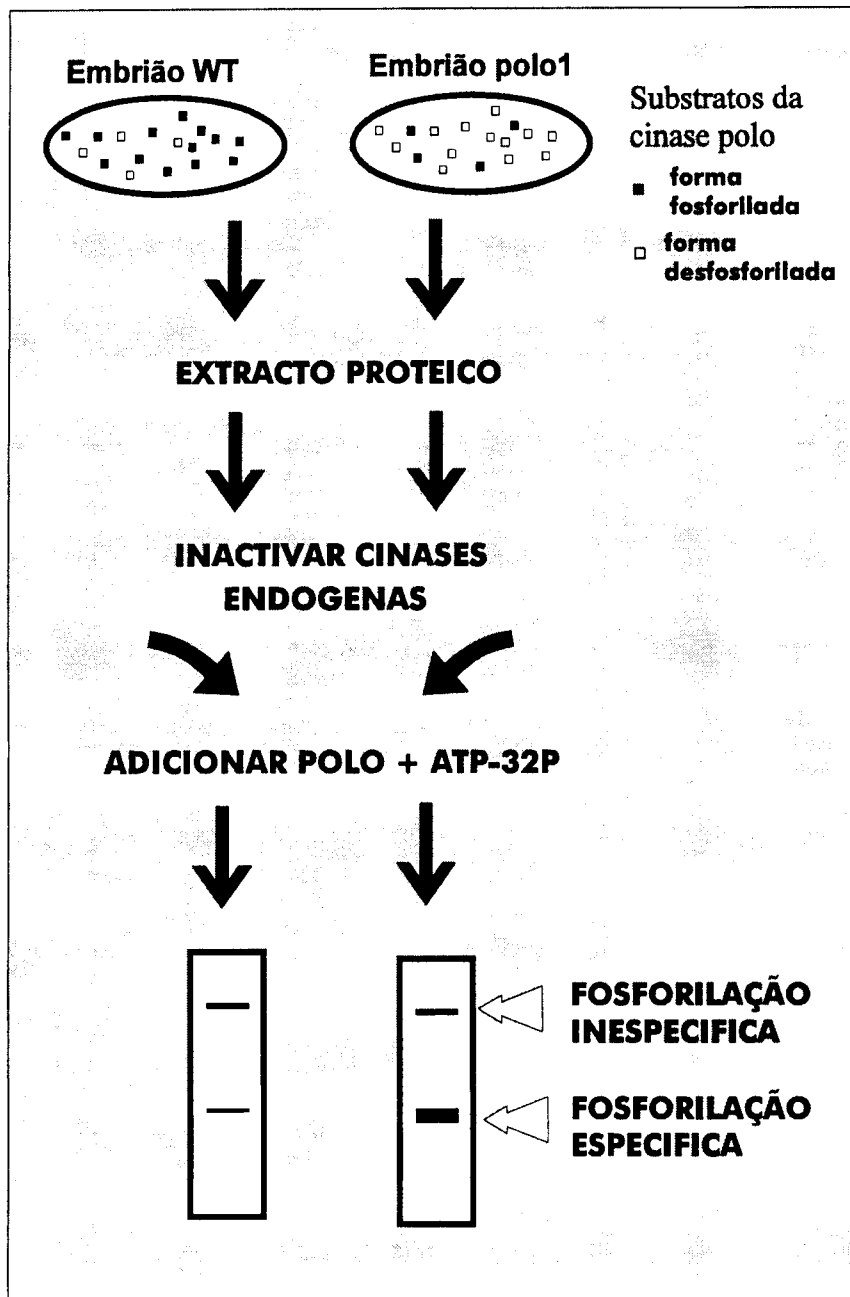 Embrião WT
Embrião polo1
Substratos da
cinase polo
forma
fosforilada
forma
desfosforilada
EXTRACTO PROTEICO
INACTIVAR CINASES
ENDOGENAS
ADICIONAR POLO + ATP-32P
FOSFORILAÇÃO
INESPECIFICA
FOSFORILAÇÃO
ESPECIFICA